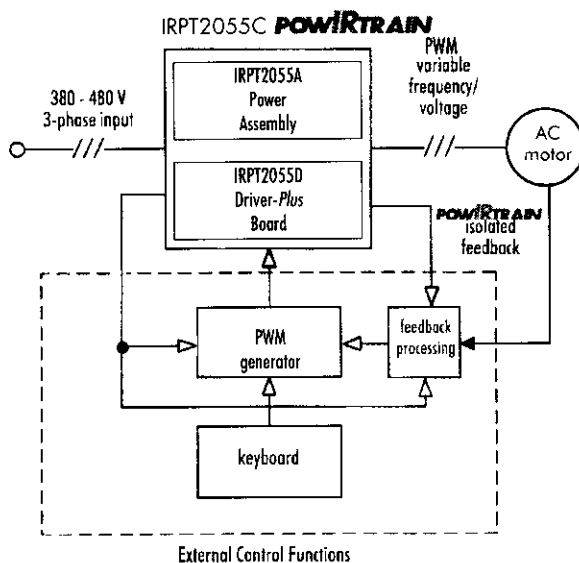 IRPT2055C POWIRTRAIN
IRPT2055A
Power
Assembly
IRPT2055D
Driver-Plus
Board
380 - 480 V
3-phase input
PWM
variable
frequency/
voltage
AC
motor
POWIRTRAIN
isolated
feedback
PWM
generator
feedback
processing
keyboard
External Control Functions